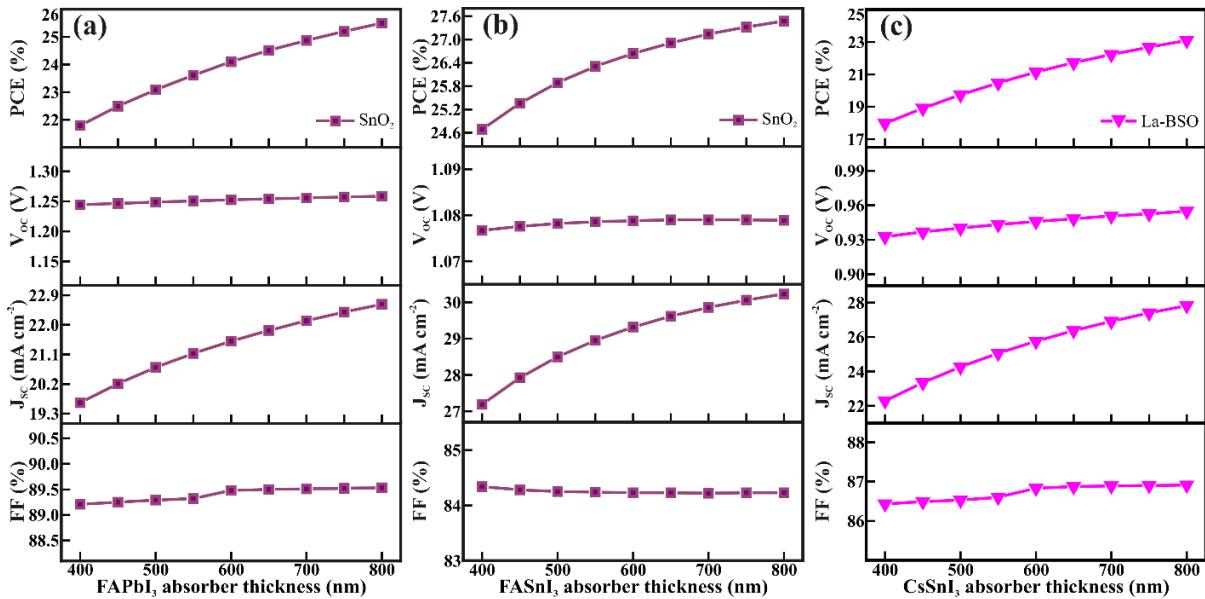 (a)
PCE (%)
26
25
24
23
22
SnO₂
V_OC (V)
1.30
1.25
1.20
1.15
J_SC (mA cm⁻²)
22.9
22.0
21.1
20.2
19.3
FF (%)
90.5
90.0
89.5
89.0
88.5
400 500 600 700 800
FAPbI₃ absorber thickness (nm)
(b)
PCE (%)
27.6
27.0
26.4
25.8
25.2
24.6
SnO₂
V_OC (V)
1.09
1.08
1.07
J_SC (mA cm⁻²)
30
29
28
27
FF (%)
85
84
83
400 500 600 700 800
FASnI₃ absorber thickness (nm)
(c)
PCE (%)
25
23
21
19
17
La-BSO
V_OC (V)
0.99
0.96
0.93
0.90
J_SC (mA cm⁻²)
28
26
24
22
FF (%)
88
87
86
400 500 600 700 800
CsSnI₃ absorber thickness (nm)